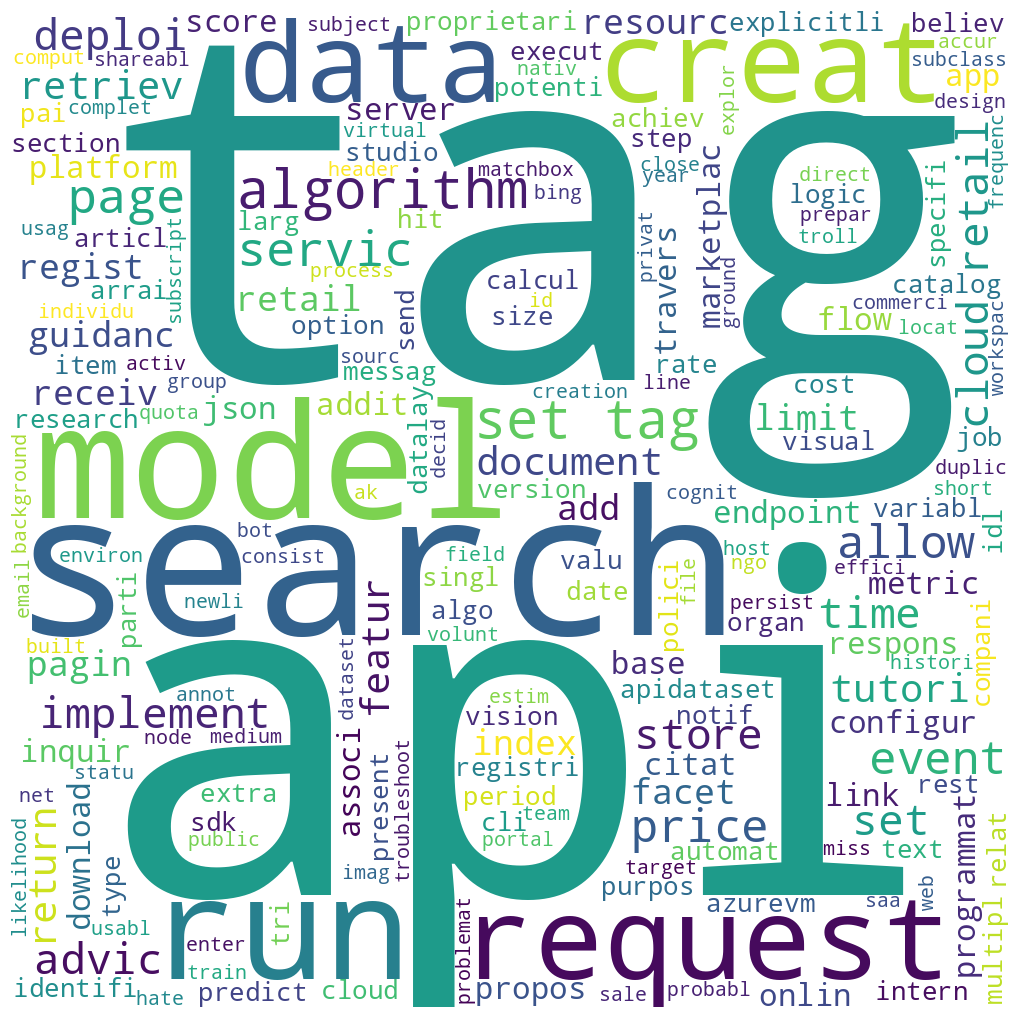 deploi
score
subject
proprietari
resourc
explicitli
believ
comput
shareabl
data
execut
creat
accur
subclass
retriev
nativ
potenti
explor
app
pai
complet
server
achiev
design
section
virtual
studio
step
tag
platform
header
matchbox
close
year
direct
frequenc
page
algorithm
bing
marketplac
logic
prepar
specifi
cloud retail
usag
articl
larg
hit
troll
subscript
servic
privat
regist
process
calcul
travers
ground
catalog
arrai
id
commerci
individu
retail
size
send
flow
locat
workspac
guidanc
option
item
activ
sourc
messag
rate
receiv
group
creation
line
cost
research
quota
json
addit
datalay
decid
set tag
limit
visual
job
model
document
duplic
ak
version
cognit
short
email
background
search
add
endpoint
variabl
idl
bot
environ
consist
field
host
allow
ngo
effici
newli
singl
valu
date
polici
file
metric
parti
featur
algo
persist
organ
time
built
volunt
respons
compani
pagin
base
histori
annot
dataset
estim
apidataset
tutori
implement
vision
notif
node
medium
store
configur
inquir
associ
present
troubleshoot
index
registri
citat
event
statu
api
net
extra
period
facet
link
rest
download
sdk
public
cli
team
portal
price
set
programmat
relat
return
automat
miss
text
likelihood
type
imag
target
purpos
azurevm
saa
web
multipl
usabl
tri
run
problemat
request
advic
enter
train
identifi
hate
predict
cloud
propos
sale
probabl
onlin
intern